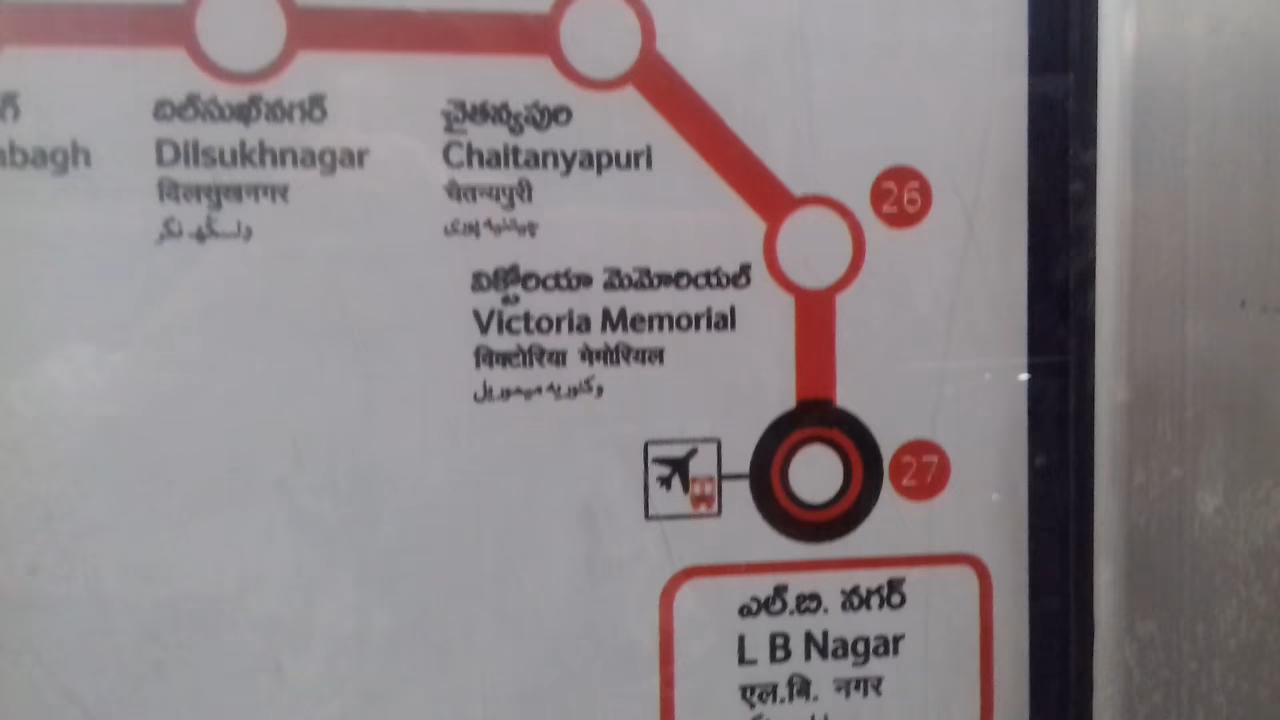 abagh
దిల్‌సుఖ్‌నగర్
Dilsukhnagar
दिलसुखनगर
చైతన్యపురి
Chaitanyapuri
चैतन्यपुरी
26
విక్టోరియా మెమోరియల్
Victoria Memorial
विक्टोरिया मेमोरियल
27
ఎల్.బి. నగర్
L B Nagar
एल.बि. नगर